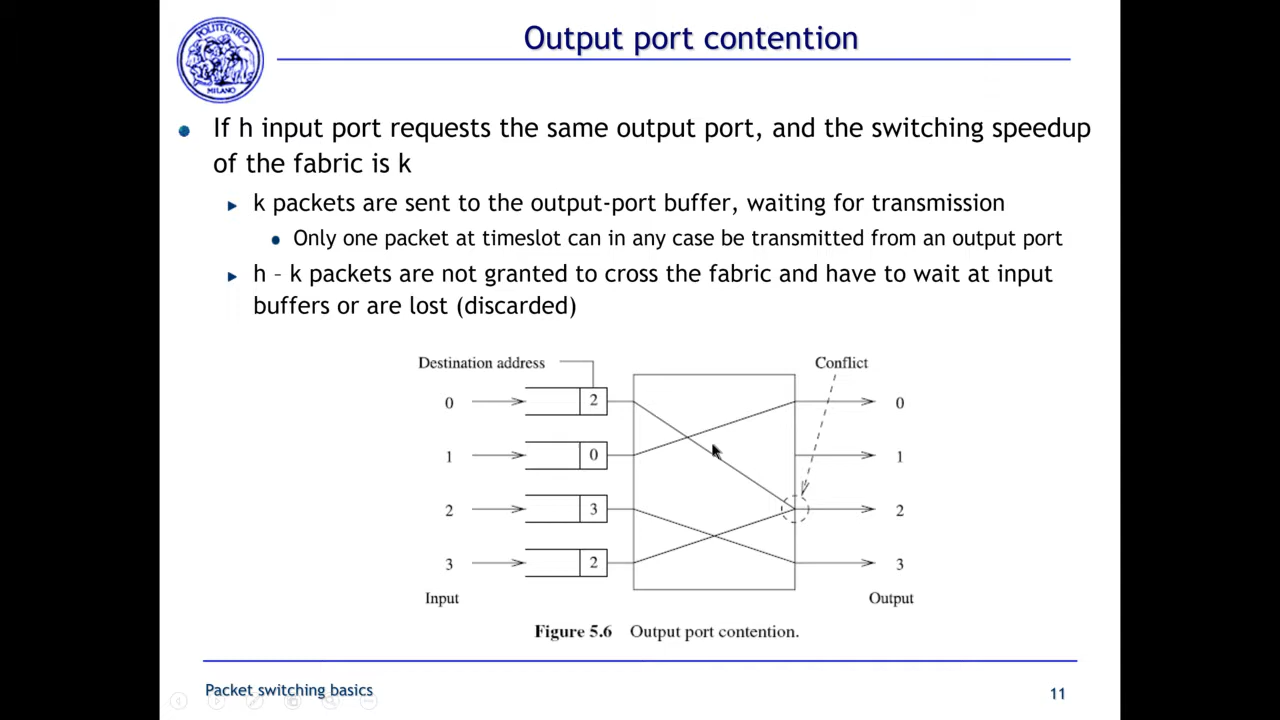 POLITECNICO
MILANO
Output port contention
If h input port requests the same output port, and the switching speedup
of the fabric is k
k packets are sent to the output-port buffer, waiting for transmission
Only one packet at timeslot can in any case be transmitted from an output port
h – k packets are not granted to cross the fabric and have to wait at input
buffers or are lost (discarded)
Destination address
Conflict
0 2 0
1 0 1
2 3 2
3 2 3
Input Output
Figure 5.6 Output port contention.
Packet switching basics
11